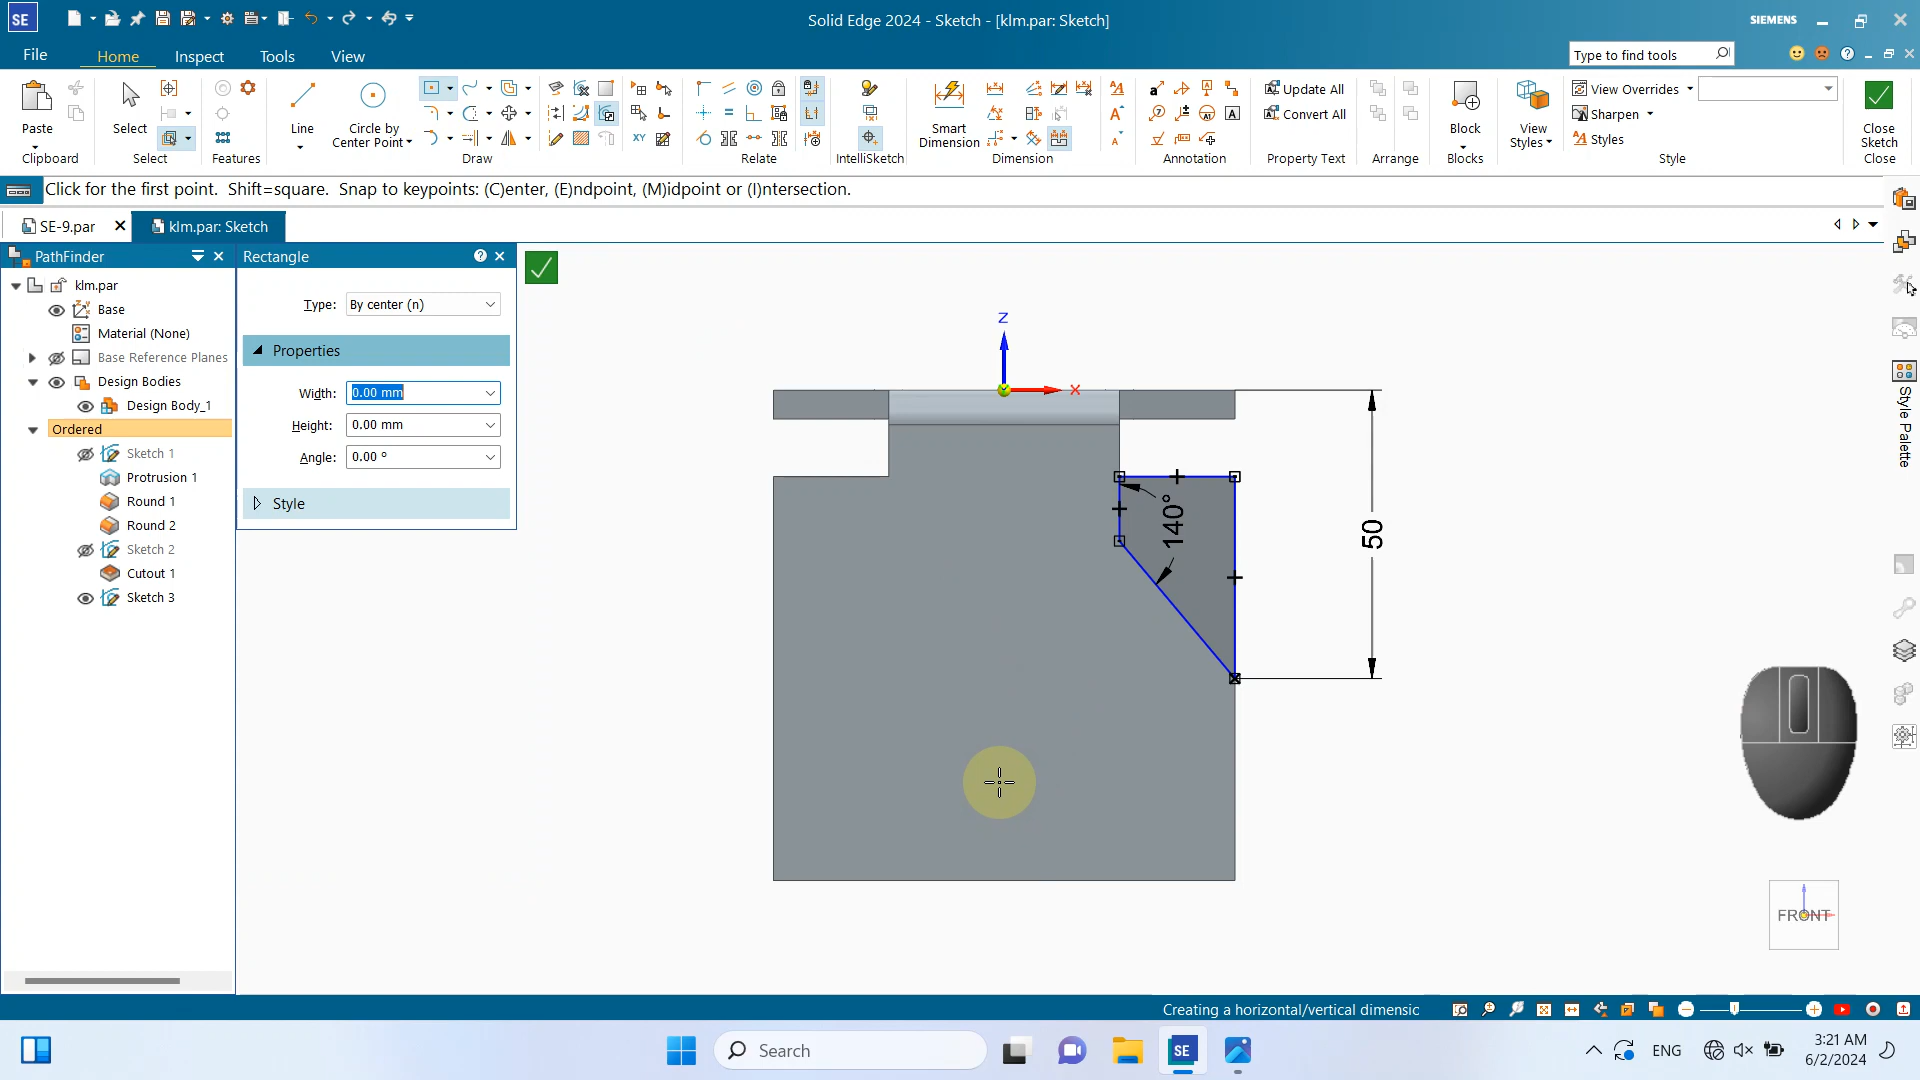 SE
Solid Edge 2024 - Sketch - [klm.par: Sketch]
SIEMENS
File
Home
Inspect
Tools
View
Type to find tools
Paste
Clipboard
Select
Select
Features
Line
Circle by
Center Point
Draw
XY
Relate
IntelliSketch
Smart
Dimension
Dimension
Annotation
Update All
Convert All
Property Text
Arrange
Block
Blocks
View
Styles
View Overrides
Sharpen
Styles
Style
Close
Sketch
Close
Click for the first point.  Shift=square.  Snap to keypoints: (C)enter, (E)ndpoint, (M)idpoint or (I)ntersection.
SE-9.par
klm.par: Sketch
PathFinder
klm.par
Base
Material (None)
Base Reference Planes
Design Bodies
Design Body_1
Ordered
Sketch 1
Protrusion 1
Round 1
Round 2
Sketch 2
Cutout 1
Sketch 3
Rectangle
Type: By center (n)
Properties
Width: 0.00 mm
Height: 0.00 mm
Angle: 0.00 °
Style
Z
X
140°
50
FRONT
Style Palette
Creating a horizontal/vertical dimensic
Search
SE
ENG
3:21 AM
6/2/2024